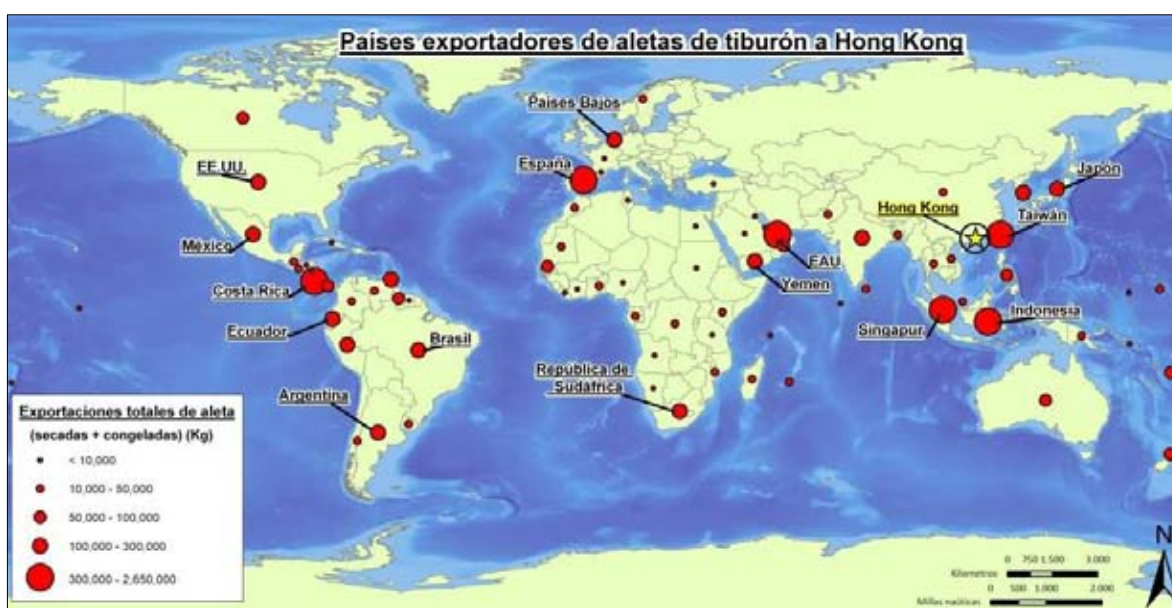 Países exportadores de aletas de tiburón a Hong Kong
Países Bajos
España
EE.UU.
Japón
Hong Kong
Taiwán
México
EAU
Yemen
Costa Rica
Ecuador
Singapur
Indonesia
Brasil
República de
Sudáfrica
Argentina
Exportaciones totales de aleta
(secadas + congeladas) (Kg)
< 10,000
10,000 - 50,000
50,000 - 100,000
100,000 - 300,000
300,000 - 2,650,000
N
0 750 1.500 3.000
Kilometros
0 500 1.000 2.000
Millas naúticas